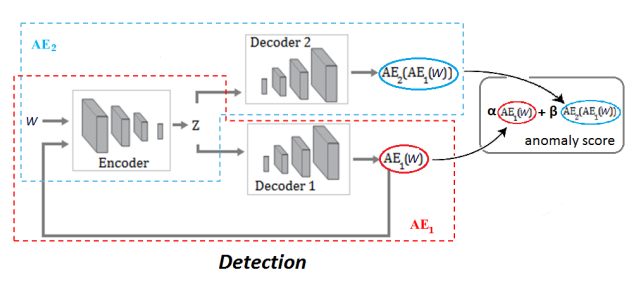 AE2
Decoder 2
AE2(AE1(W))
W
Encoder
Z
α AE1(W) + β AE2(AE1(W))
anomaly score
Decoder 1
AE1(W)
AE1
Detection